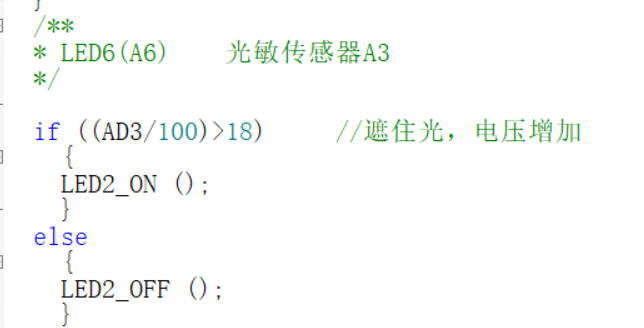 }
/**
* LED6(A6)    光敏传感器A3
*/
if ((AD3/100)>18)    //遮住光，电压增加
{
LED2_ON ();
}
else
{
LED2_OFF ();
}